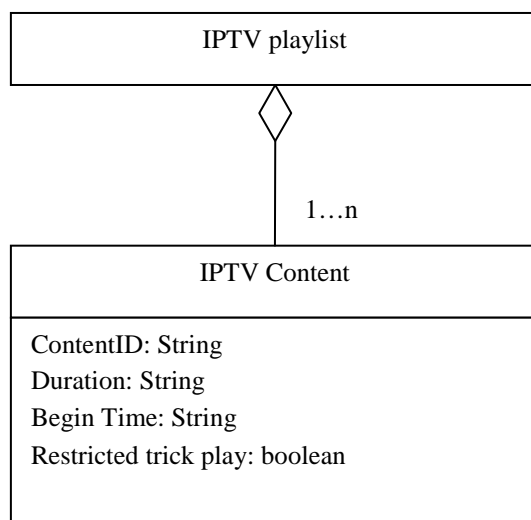 IPTV playlist
1…n
IPTV Content
ContentID: String
Duration: String
Begin Time: String
Restricted trick play: boolean